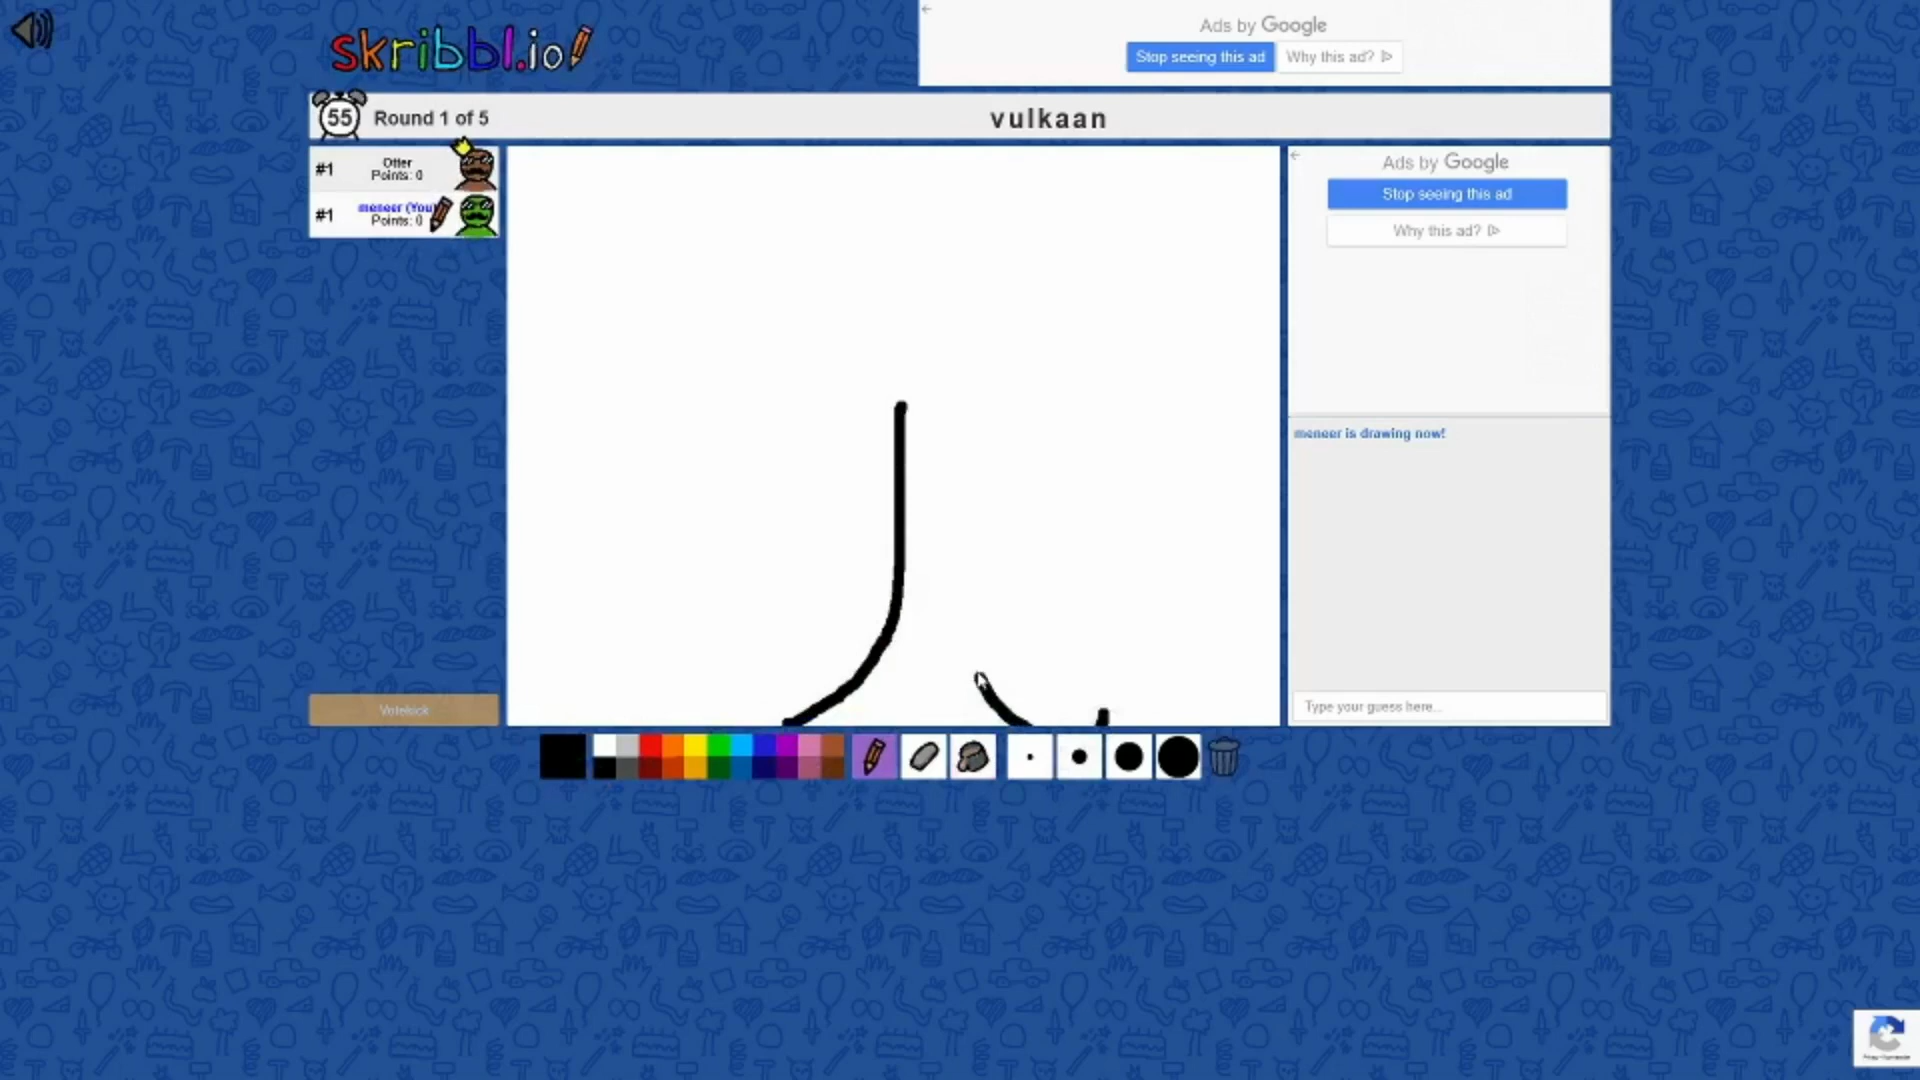 skribbl.io
Ads by Google
Stop seeing this ad
Why this ad?
55
Round 1 of 5
vulkaan
#1
Otter
Points: 0
#1
meneer (You)
Points: 0
Ads by Google
Stop seeing this ad
Why this ad?
meneer is drawing now!
Votekick
Type your guess here...